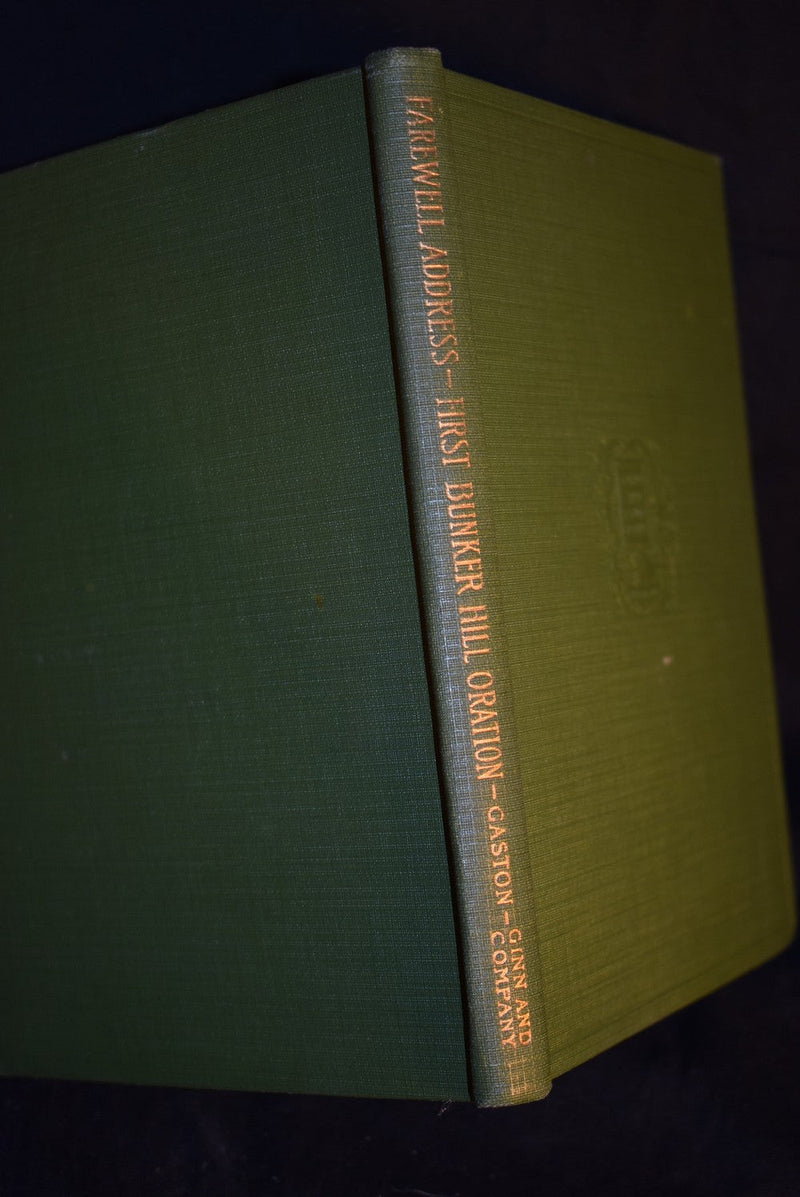 FAREWELL ADDRESS—FIRST BUNKER HILL ORATION—GASTON—GINN AND
COMPANY